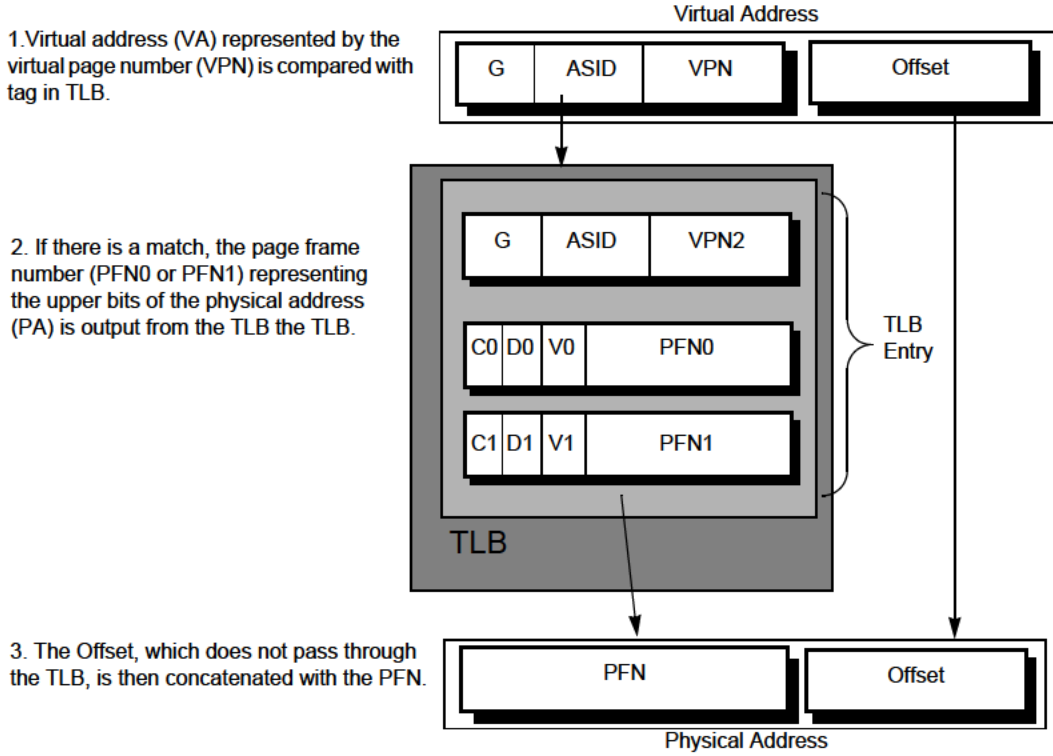 Virtual Address
1.Virtual address (VA) represented by the
virtual page number (VPN) is compared with
tag in TLB.
G ASID VPN Offset
2. If there is a match, the page frame
number (PFN0 or PFN1) representing
the upper bits of the physical address
(PA) is output from the TLB the TLB.
G ASID VPN2
C0 D0 V0 PFN0
C1 D1 V1 PFN1
TLB
Entry
TLB
3. The Offset, which does not pass through
the TLB, is then concatenated with the PFN.
PFN Offset
Physical Address